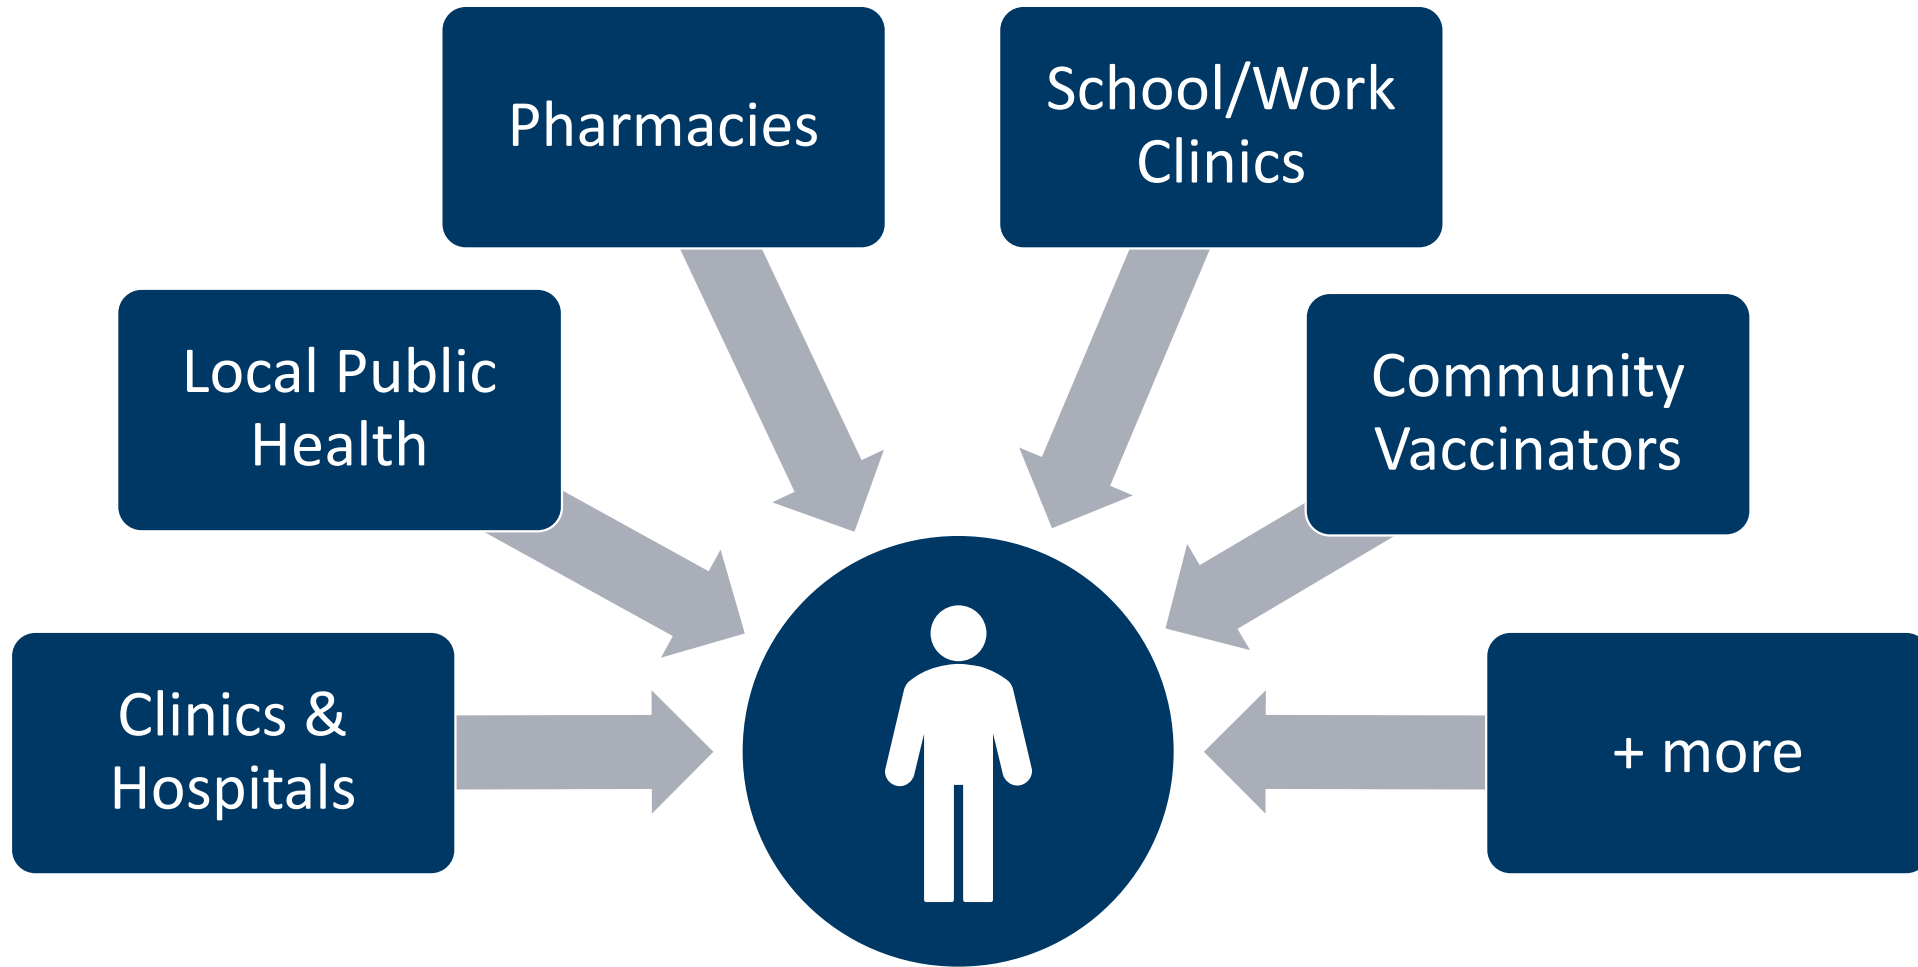 Pharmacies
School/Work
Clinics
Local Public
Health
Community
Vaccinators
Clinics &
Hospitals
+ more